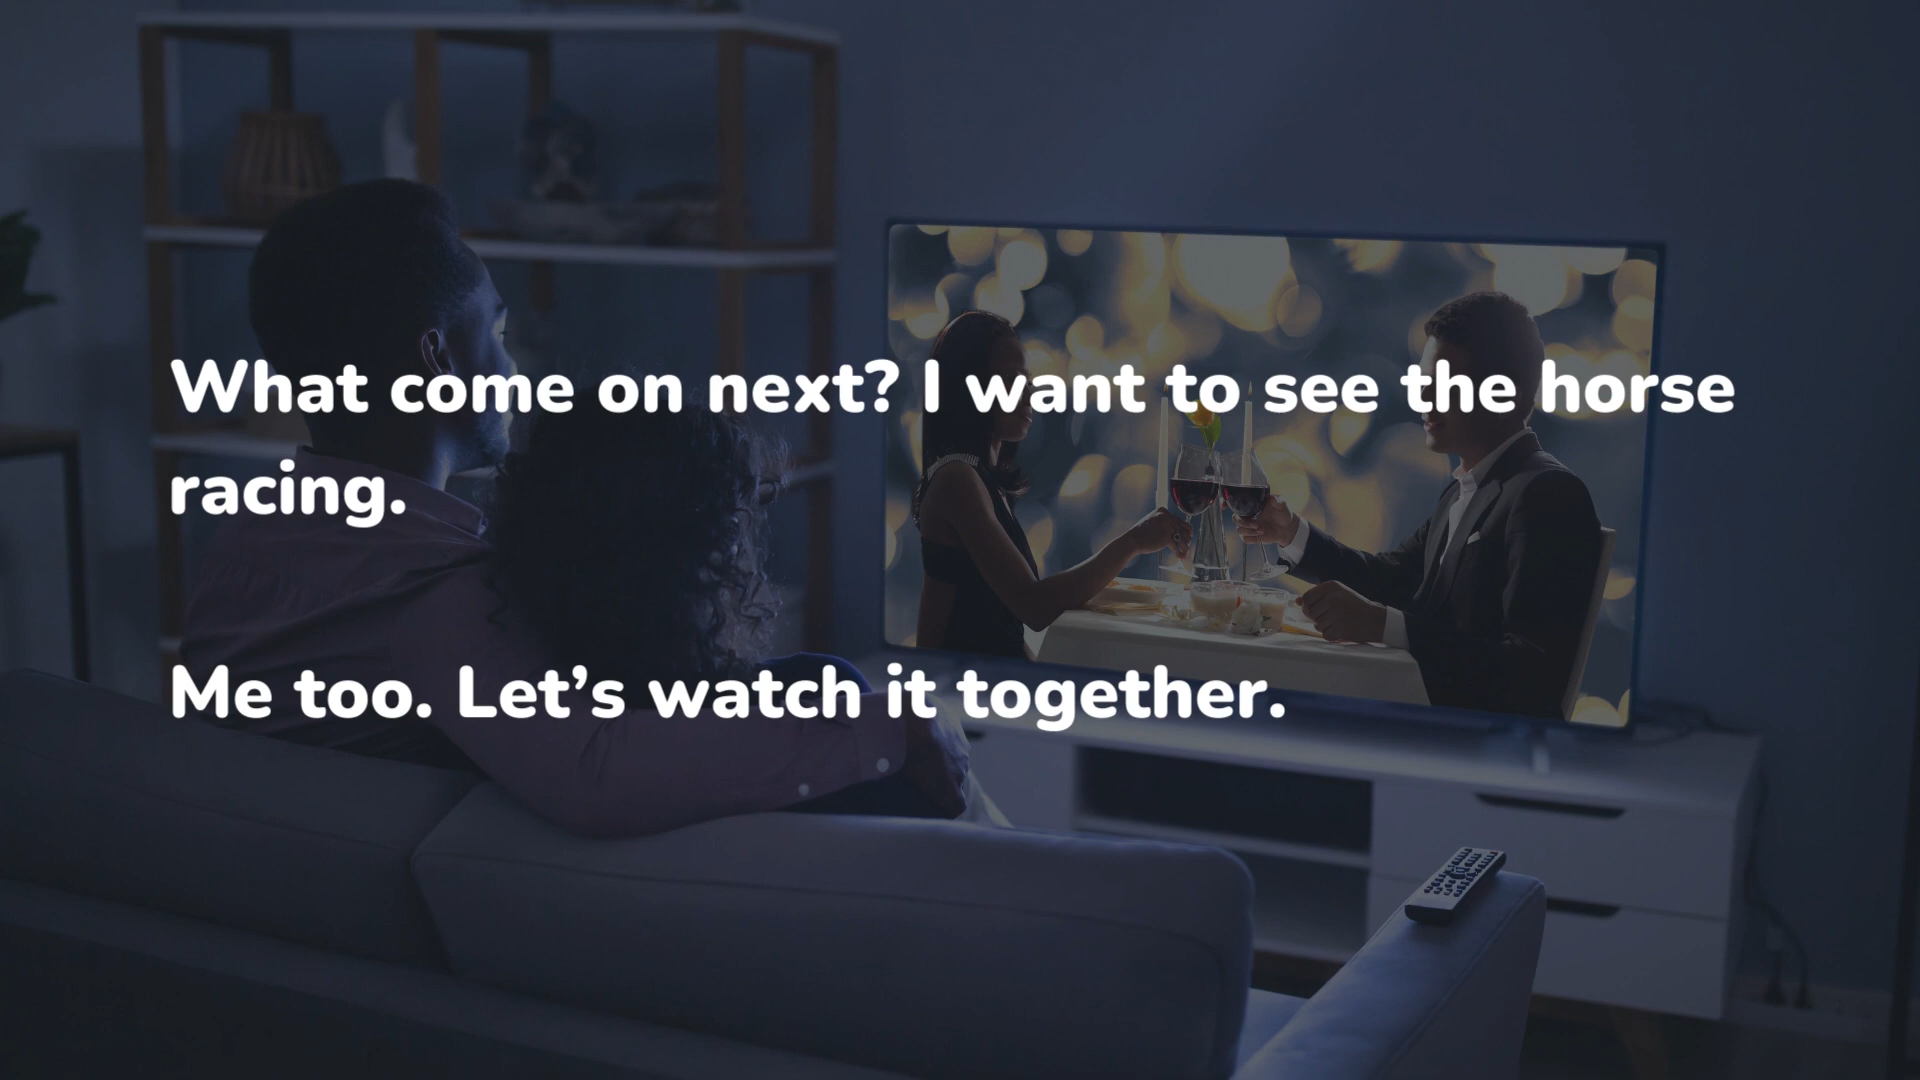 What come on next? I want to see the horse
racing.
Me too. Let’s watch it together.